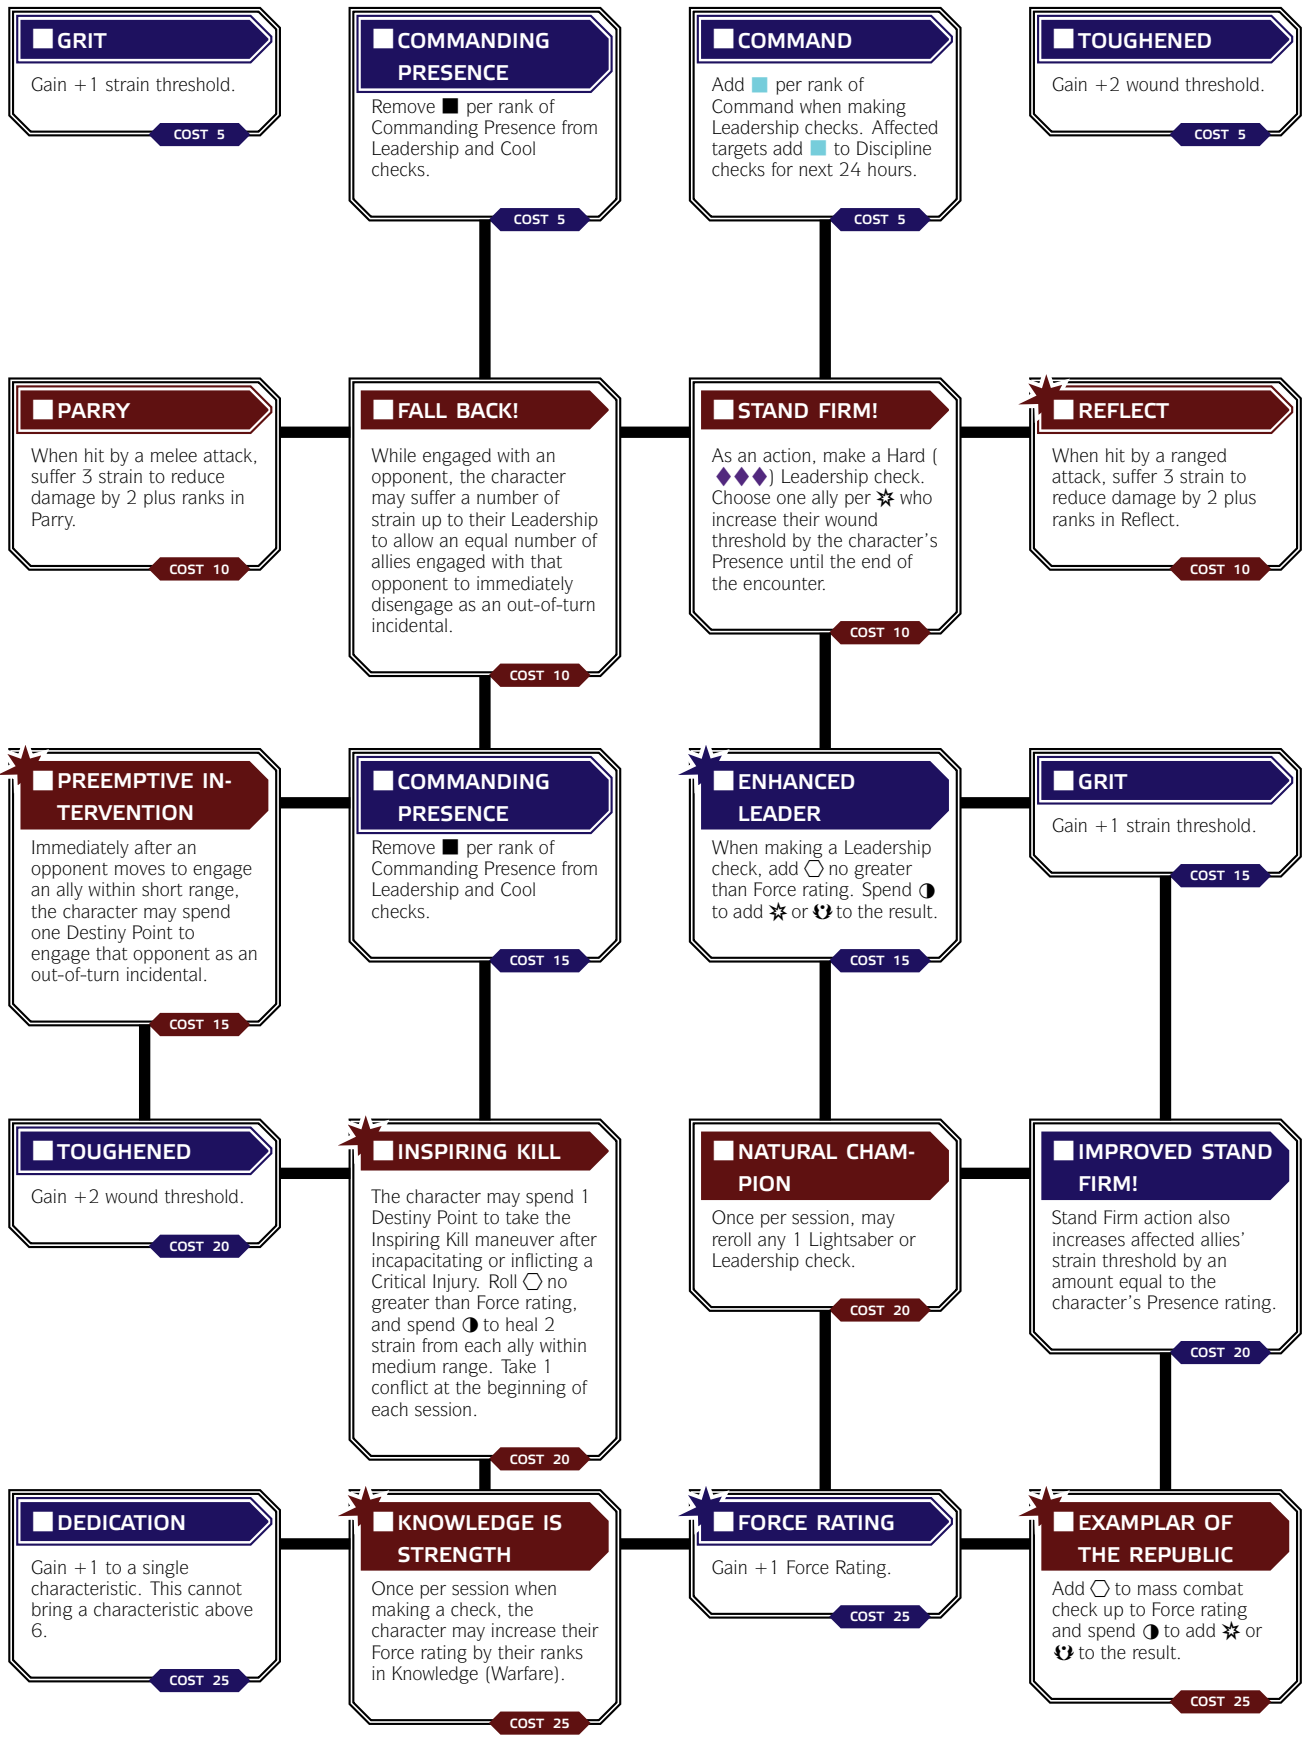 GRIT
Gain +1 strain threshold.
COST 5
COMMANDING
PRESENCE
Remove ■ per rank of
Commanding Presence from
Leadership and Cool
checks.
COST 5
COMMAND
Add ■ per rank of
Command when making
Leadership checks. Affected
targets add ■ to Discipline
checks for next 24 hours.
COST 5
TOUGHENED
Gain +2 wound threshold.
COST 5
PARRY
When hit by a melee attack,
suffer 3 strain to reduce
damage by 2 plus ranks in
Parry.
COST 10
FALL BACK!
While engaged with an
opponent, the character
may suffer a number of
strain up to their Leadership
to allow an equal number of
allies engaged with that
opponent to immediately
disengage as an out-of-turn
incidental.
COST 10
STAND FIRM!
As an action, make a Hard (
♦♦♦) Leadership check.
Choose one ally per who
increase their wound
threshold by the character's
Presence until the end of
the encounter.
COST 10
REFLECT
When hit by a ranged
attack, suffer 3 strain to
reduce damage by 2 plus
ranks in Reflect.
COST 10
PREEMPTIVE IN-
TERVENTION
Immediately after an
opponent moves to engage
an ally within short range,
the character may spend
one Destiny Point to
engage that opponent as an
out-of-turn incidental.
COST 15
COMMANDING
PRESENCE
Remove ■ per rank of
Commanding Presence from
Leadership and Cool
checks.
COST 15
ENHANCED
LEADER
When making a Leadership
check, add no greater
than Force rating. Spend
to add or to the result.
COST 15
GRIT
Gain +1 strain threshold.
COST 15
TOUGHENED
Gain +2 wound threshold.
COST 20
INSPIRING KILL
The character may spend 1
Destiny Point to take the
Inspiring Kill maneuver after
incapacitating or inflicting a
Critical Injury. Roll no
greater than Force rating,
and spend to heal 2
strain from each ally within
medium range. Take 1
conflict at the beginning of
each session.
COST 20
NATURAL CHAM-
PION
Once per session, may
reroll any 1 Lightsaber or
Leadership check.
COST 20
IMPROVED STAND
FIRM!
Stand Firm action also
increases affected allies'
strain threshold by an
amount equal to the
character's Presence rating.
COST 20
DEDICATION
Gain +1 to a single
characteristic. This cannot
bring a characteristic above
6.
COST 25
KNOWLEDGE IS
STRENGTH
Once per session when
making a check, the
character may increase their
Force rating by their ranks
in Knowledge (Warfare).
COST 25
FORCE RATING
Gain +1 Force Rating.
COST 25
EXAMPLAR OF
THE REPUBLIC
Add to mass combat
check up to Force rating
and spend to add or
to the result.
COST 25